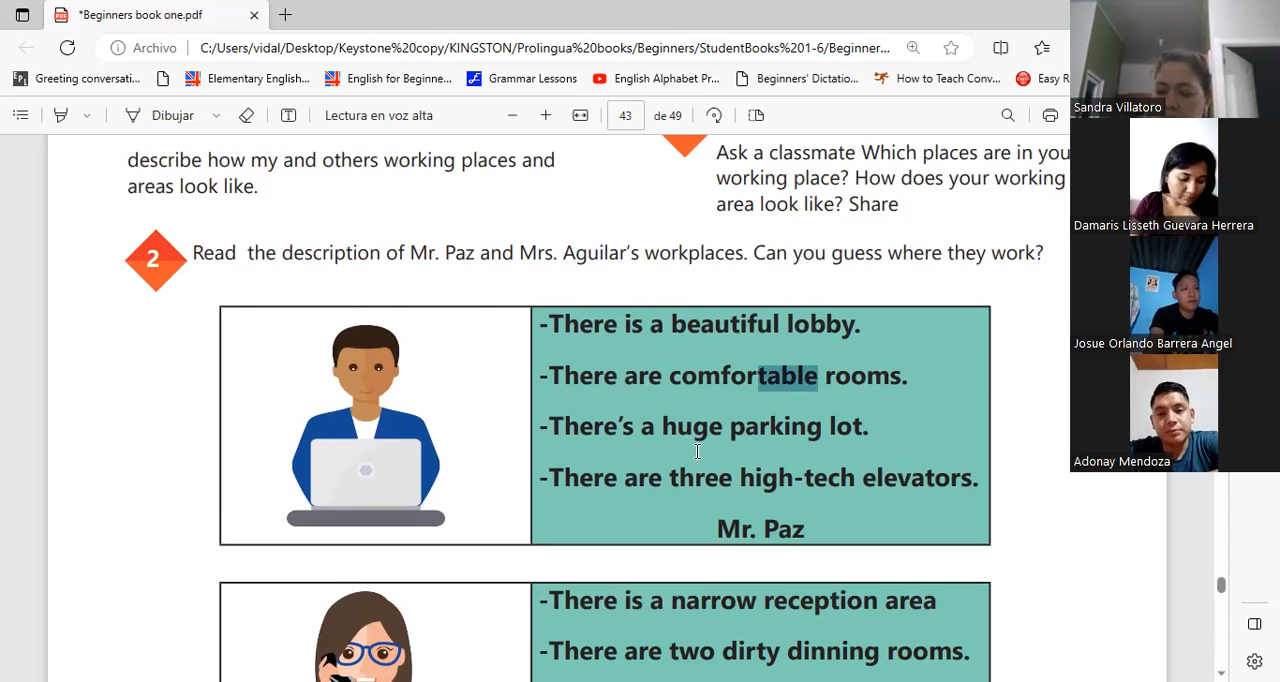 *Beginners book one.pdf
Archivo
C:/Users/vidal/Desktop/Keystone%20copy/KINGSTON/Prolingua%20books/Beginners/StudentBooks%201-6/Beginner...
Greeting conversati...
Elementary English...
English for Beginne...
Grammar Lessons
English Alphabet Pr...
Beginners' Dictatio...
How to Teach Conv...
Easy R
Dibujar
Lectura en voz alta
43
de 49
describe how my and others working places and
areas look like.
Ask a classmate Which places are in you
working place? How does your working
area look like? Share
2
Read the description of Mr. Paz and Mrs. Aguilar's workplaces. Can you guess where they work?
-There is a beautiful lobby.
-There are comfortable rooms.
-There's a huge parking lot.
-There are three high-tech elevators.
Mr. Paz
-There is a narrow reception area
-There are two dirty dinning rooms.
Sandra Villatoro
Damaris Lisseth Guevara Herrera
Josue Orlando Barrera Angel
Adonay Mendoza